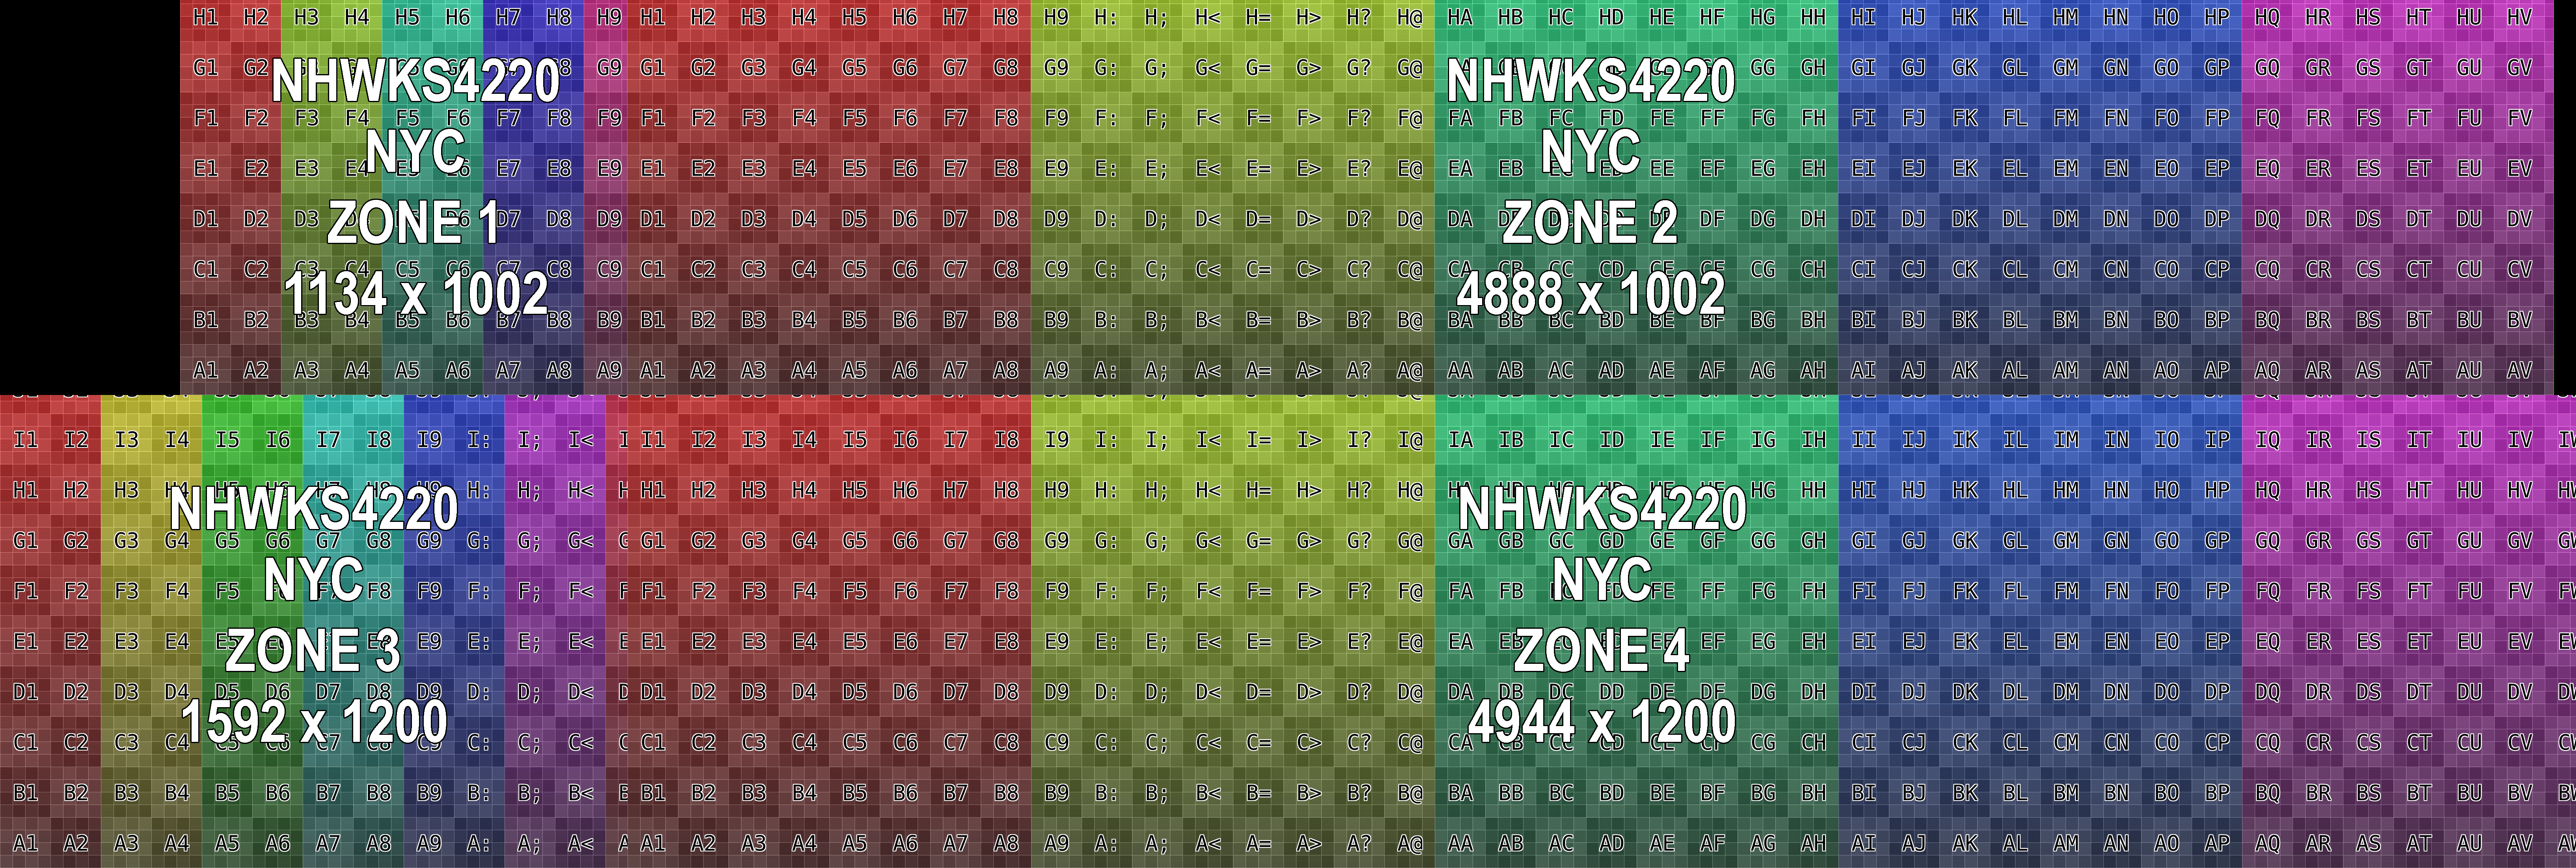 H1 H2 H3 H4 H5 H6 H7 H8 H9 H1 H2 H3 H4 H5 H6 H7 H8 H9 H: H; H< H= H> H? H@ HA HB HC HD HE HF HG HH HI HJ HK HL HM HN HO HP HQ HR HS HT HU HV
G1 G2 G9 G1 G2 G3 G4 G5 G6 G7 G8 G9 G: G; G< G= G> G? G@ GG GH GI GJ GK GL GM GN GO GP GQ GR GS GT GU GV
NHWKS4220 NHWKS4220
F1 F2 F3 F4 F5 F6 F7 F8 F9 F1 F2 F3 F4 F5 F6 F7 F8 F9 F: F; F< F= F> F? F@ FA FB FC FD FE FF FG FH FI FJ FK FL FM FN FO FP FQ FR FS FT FU FV
NYC NYC
E1 E2 E3 E4 E6 E7 E8 E9 E1 E2 E3 E4 E5 E6 E7 E8 E9 E: E; E< E= E> E? E@ EA EB EE EF EG EH EI EJ EK EL EM EN EO EP EQ ER ES ET EU EV
D1 D2 D3 D7 D8 D9 D1 D2 D3 D4 D5 D6 D7 D8 D9 D: D; D< D= D> D? D@ DA DF DG DH DI DJ DK DL DM DN DO DP DQ DR DS DT DU DV
ZONE 1 ZONE 2
C1 C2 C3 C4 C5 C6 C7 C8 C9 C1 C2 C3 C4 C5 C6 C7 C8 C9 C: C; C< C= C> C? C@ CA CB CC CD CE CF CG CH CI CJ CK CL CM CN CO CP CQ CR CS CT CU CV
1134 x 1002 4888 x 1002
B1 B2 B3 B4 B5 B6 B7 B8 B9 B1 B2 B3 B4 B5 B6 B7 B8 B9 B: B; B< B= B> B? B@ BA BB BC BD BE BF BG BH BI BJ BK BL BM BN BO BP BQ BR BS BT BU BV
A1 A2 A3 A4 A5 A6 A7 A8 A9 A1 A2 A3 A4 A5 A6 A7 A8 A9 A: A; A< A= A> A? A@ AA AB AC AD AE AF AG AH AI AJ AK AL AM AN AO AP AQ AR AS AT AU AV
I1 I2 I3 I4 I5 I6 I7 I8 I9 I: I; I< I I1 I2 I3 I4 I5 I6 I7 I8 I9 I: I; I< I= I> I? I@ IA IB IC ID IE IF IG IH II IJ IK IL IM IN IO IP IQ IR IS IT IU IV
H1 H2 H3 H4 H9 H: H; H< H1 H2 H3 H4 H5 H6 H7 H8 H9 H: H; H< H= H> H? H@ HG HH HI HJ HK HL HM HN HO HP HQ HR HS HT HU HV
NHWKS4220 NHWKS4220
G1 G2 G3 G4 G5 G6 G7 G8 G9 G: G; G< G1 G2 G3 G4 G5 G6 G7 G8 G9 G: G; G< G= G> G? G@ GA GB GC GD GE GF GG GH GI GJ GK GL GM GN GO GP GQ GR GS GT GU GV
NYC NYC
F1 F2 F3 F4 F5 F8 F9 F: F; F< F F1 F2 F3 F4 F5 F6 F7 F8 F9 F: F; F< F= F> F? F@ FA FB FE FF FG FH FI FJ FK FL FM FN FO FP FQ FR FS FT FU FV
E1 E2 E3 E4 E9 E: E; E< E E1 E2 E3 E4 E5 E6 E7 E8 E9 E: E; E< E= E> E? E@ EA EF EG EH EI EJ EK EL EM EN EO EP EQ ER ES ET EU EV
ZONE 3 ZONE 4
D1 D2 D3 D4 D5 D6 D7 D8 D9 D: D; D< D D1 D2 D3 D4 D5 D6 D7 D8 D9 D: D; D< D= D> D? D@ DA DB DC DD DE DF DG DH DI DJ DK DL DM DN DO DP DQ DR DS DT DU DV
1592 x 1200 4944 x 1200
C1 C2 C3 C4 C5 C6 C7 C8 C9 C: C; C< C C1 C2 C3 C4 C5 C6 C7 C8 C9 C: C; C< C= C> C? C@ CA CG CH CI CJ CK CL CM CN CO CP CQ CR CS CT CU CV
B1 B2 B3 B4 B5 B6 B7 B8 B9 B: B; B< B1 B2 B3 B4 B5 B6 B7 B8 B9 B: B; B< B= B> B? B@ BA BB BC BD BE BF BG BH BI BJ BK BL BM BN BO BP BQ BR BS BT BU BV
A1 A2 A3 A4 A5 A6 A7 A8 A9 A: A; A< A A1 A2 A3 A4 A5 A6 A7 A8 A9 A: A; A< A= A> A? A@ AA AB AC AD AE AF AG AH AI AJ AK AL AM AN AO AP AQ AR AS AT AU AV